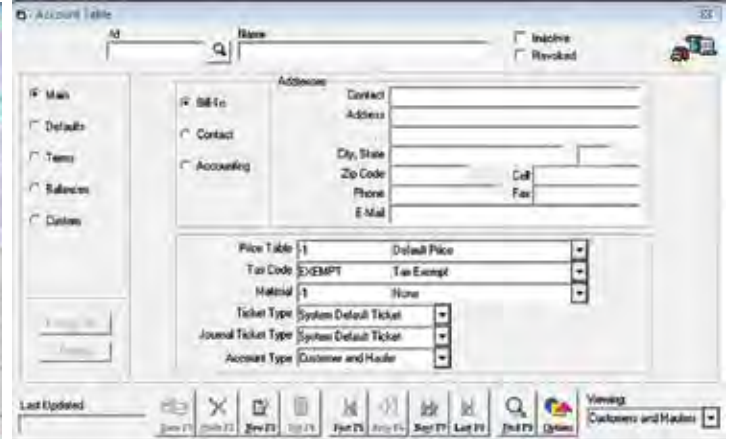 Account Table
Id Name
Inactive
Revoked
Main
Defaults
Terms
Balances
Custom
Addresses
Bill-To
Contact
Accounting
Contact
Address
City, State
Zip Code Cell
Phone Fax
E-Mail
Price Table -1 Default Price
Tax Code EXEMPT Tax Exempt
Material -1 None
Ticket Type System Default Ticket
Journal Ticket Type System Default Ticket
Account Type Customer and Hauler
Last Updated
New F3 First F5 Next F7 Last F8 Find F9 Options
Viewing:
Customers and Haulers